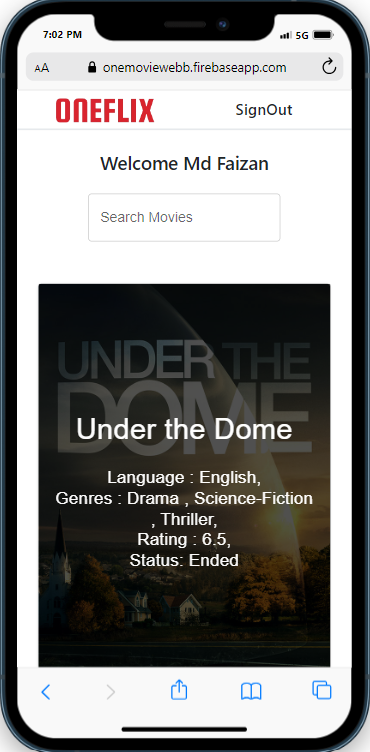 7:02 PM 5G
AA onemoviewebb.firebaseapp.com
ONEFLIX SignOut
Welcome Md Faizan
Search Movies
UNDER THE
DOME
Under the Dome
Language : English,
Genres : Drama , Science-Fiction
, Thriller,
Rating : 6.5,
Status: Ended